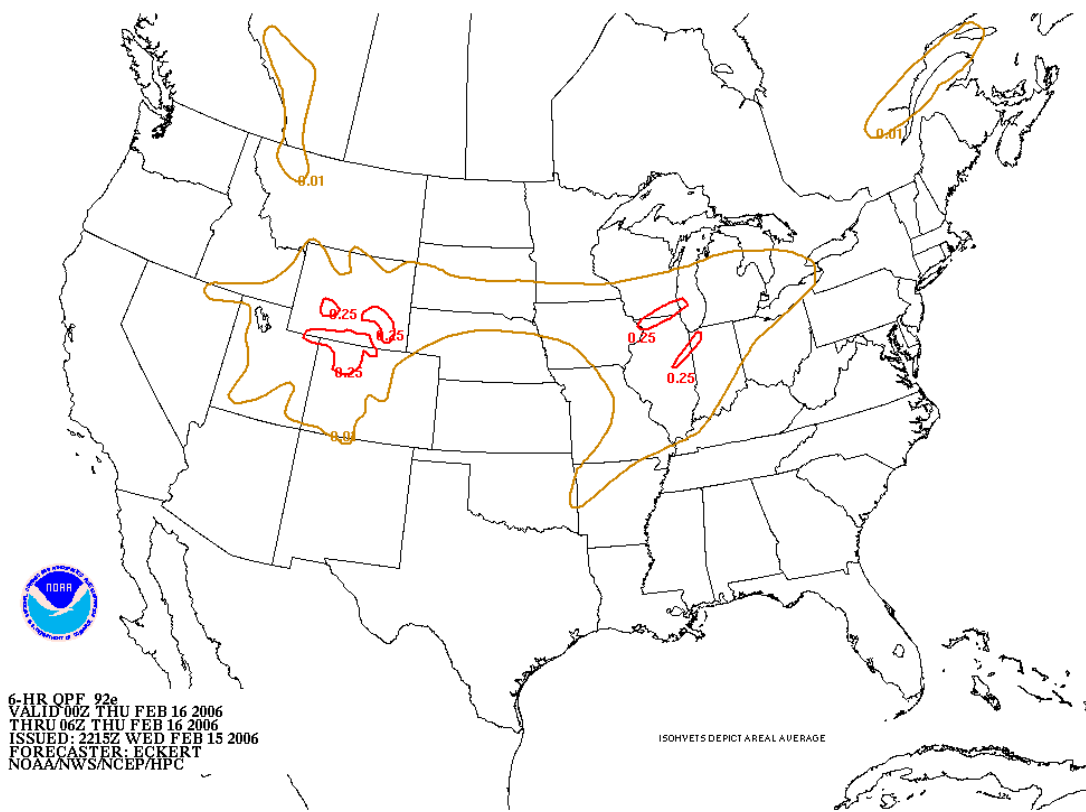 0.01
0.01
0.25
0.25
0.25
0.25
0.25
0.01
NOAA
6-HR QPF 92e
VALID 00Z THU FEB 16 2006
THRU 06Z THU FEB 16 2006
ISSUED: 2215Z WED FEB 15 2006
FORECASTER: ECKERT
NOAA/NWS/NCEP/HPC
ISOHYETS DEPICT AREAL AVERAGE